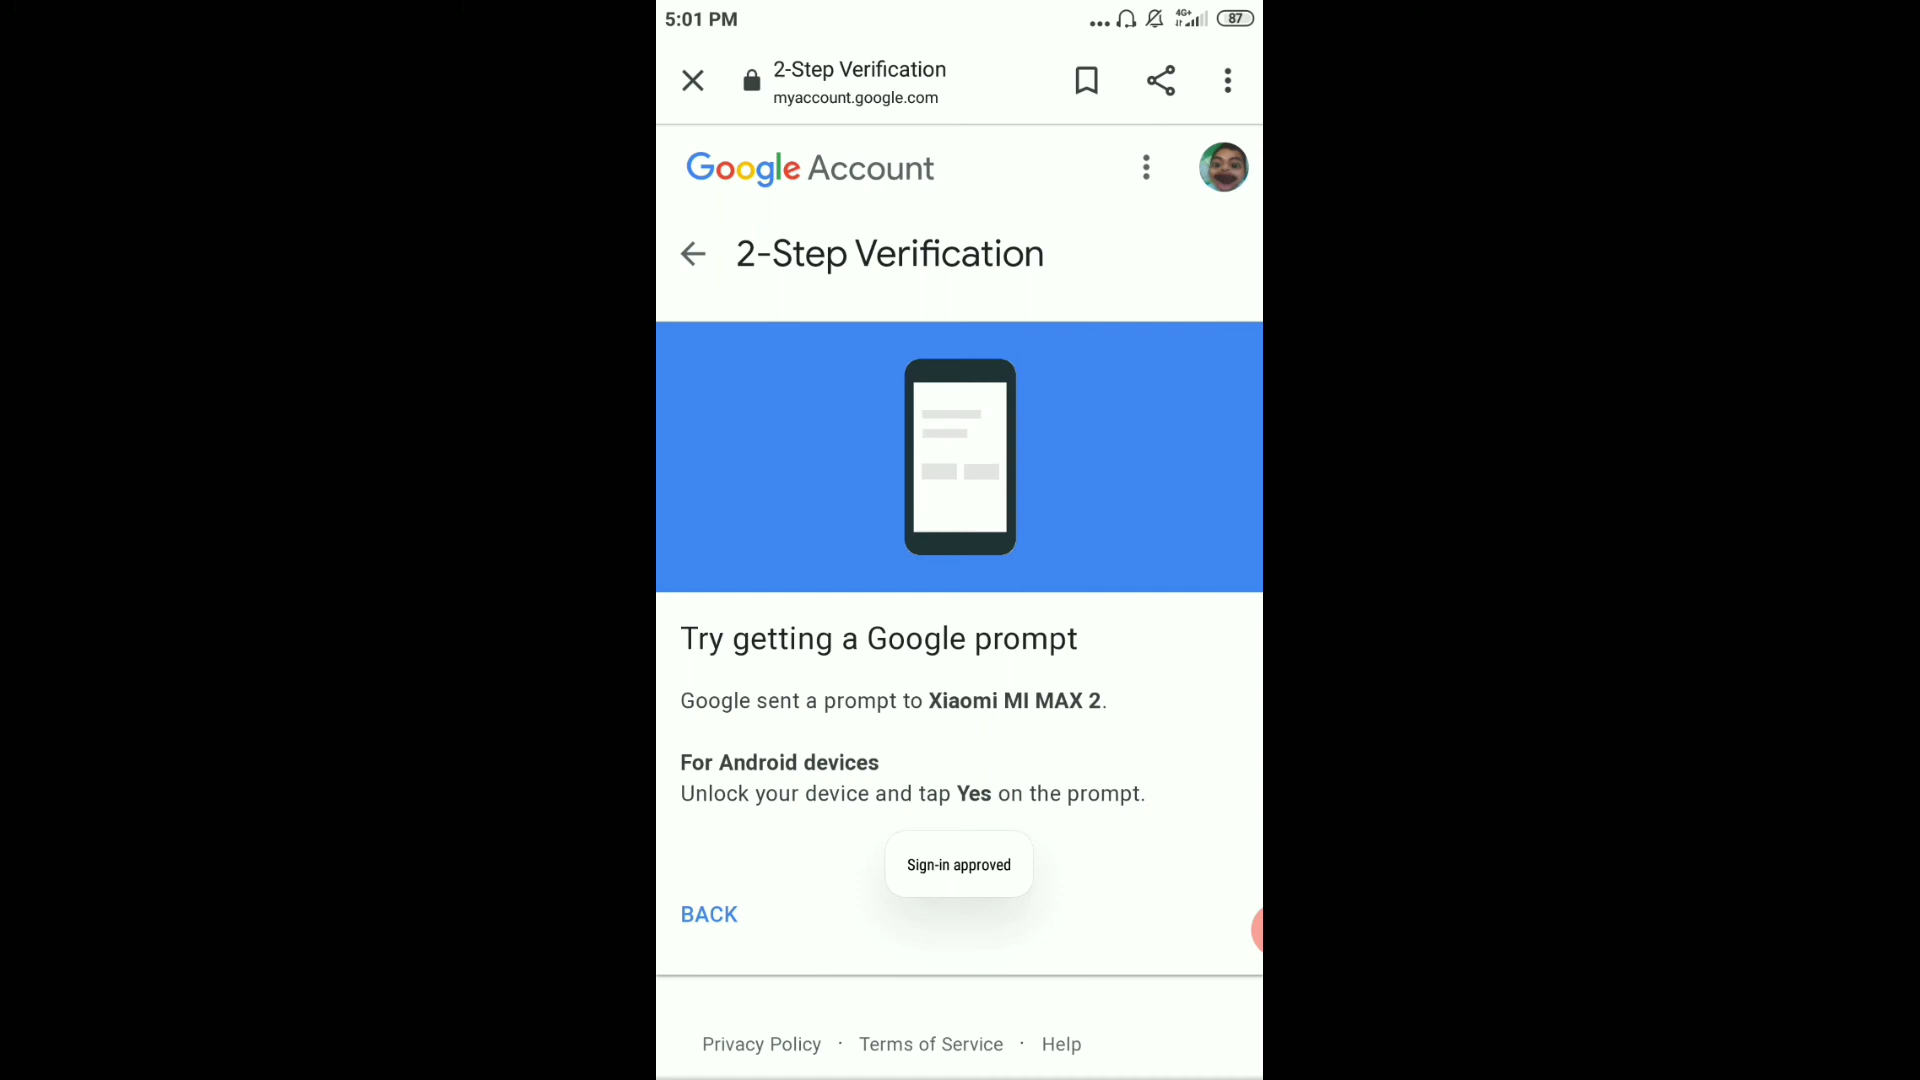 5:01 PM
4G+
87
2-Step Verification
myaccount.google.com
Google Account
2-Step Verification
Try getting a Google prompt
Google sent a prompt to Xiaomi MI MAX 2.
For Android devices
Unlock your device and tap Yes on the prompt.
Sign-in approved
BACK
Privacy Policy · Terms of Service · Help